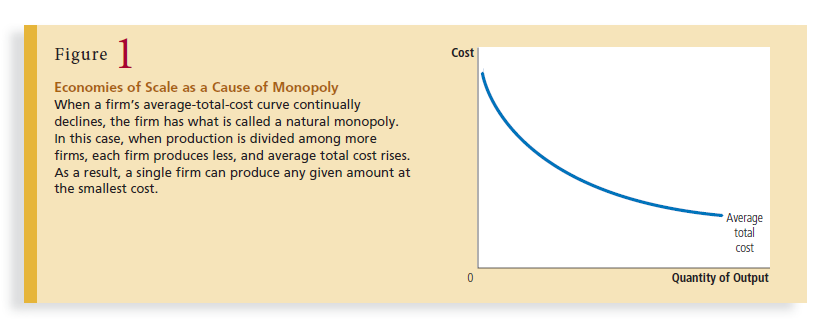 Figure 1
Economies of Scale as a Cause of Monopoly
When a firm's average-total-cost curve continually
declines, the firm has what is called a natural monopoly.
In this case, when production is divided among more
firms, each firm produces less, and average total cost rises.
As a result, a single firm can produce any given amount at
the smallest cost.
Cost
Average
total
cost
0
Quantity of Output